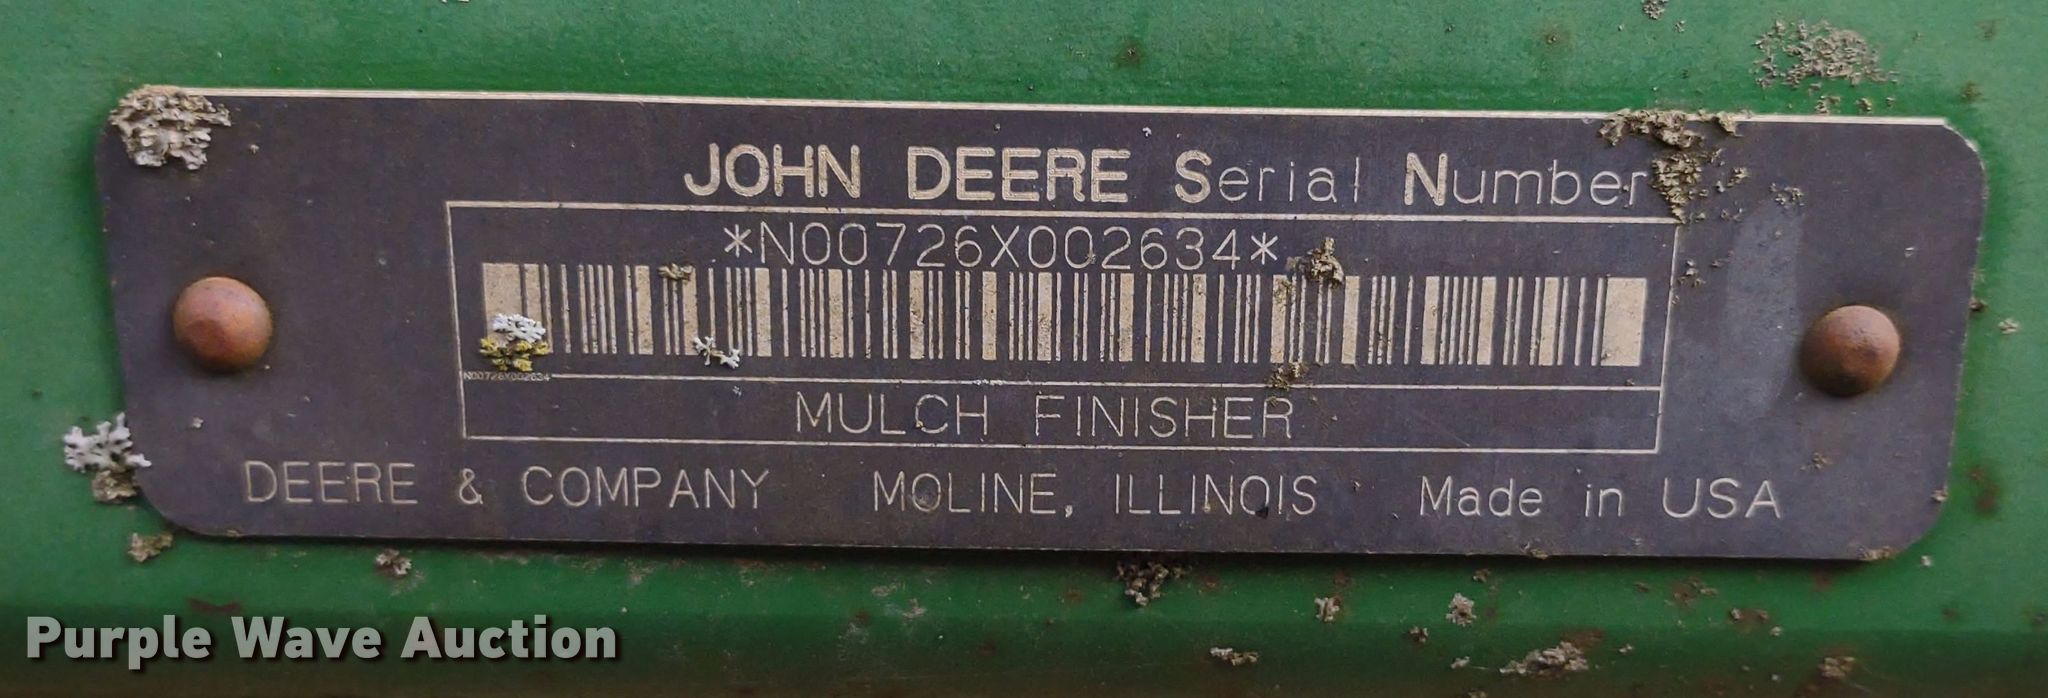 JOHN DEERE Serial Number
*N00726X002634*
N00726X002634
MULCH FINISHER
DEERE & COMPANY MOLINE, ILLINOIS Made in USA
Purple Wave Auction